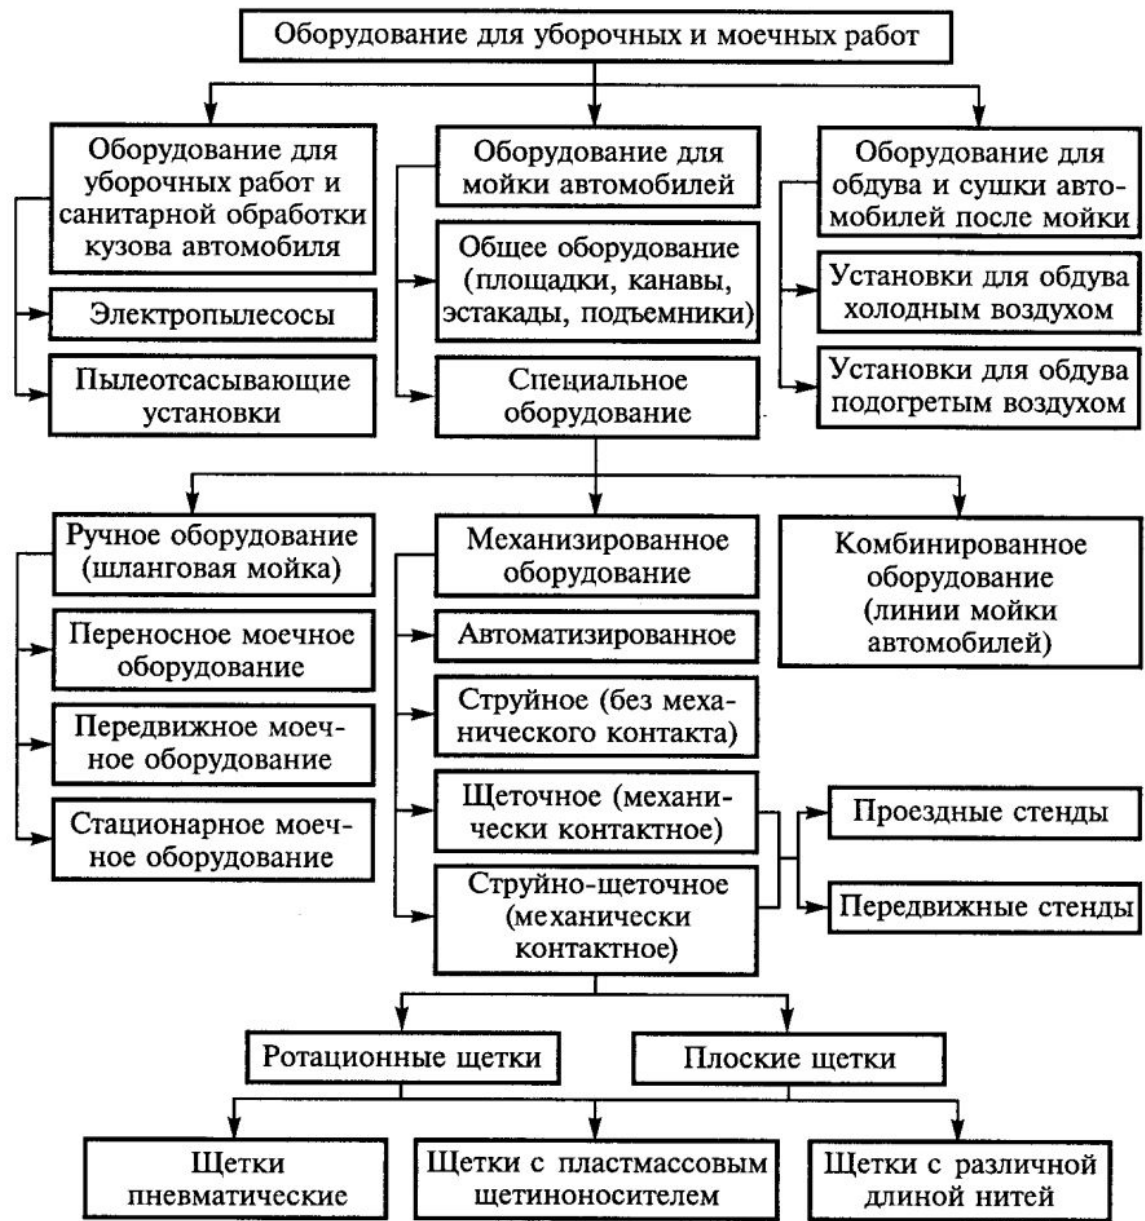 Оборудование для уборочных и моечных работ
Оборудование для
уборочных работ и
санитарной обработки
кузова автомобиля
Электропылесосы
Пылеотсасывающие
установки
Оборудование для
мойки автомобилей
Общее оборудование
(площадки, канавы,
эстакады, подъемники)
Специальное
оборудование
Оборудование для
обдува и сушки авто-
мобилей после мойки
Установки для обдува
холодным воздухом
Установки для обдува
подогретым воздухом
Ручное оборудование
(шланговая мойка)
Переносное моечное
оборудование
Передвижное моеч-
ное оборудование
Стационарное моеч-
ное оборудование
Механизированное
оборудование
Автоматизированное
Струйное (без меха-
нического контакта)
Щеточное (механи-
чески контактное)
Струйно-щеточное
(механически
контактное)
Комбинированное
оборудование
(линии мойки
автомобилей)
Проездные стенды
Передвижные стенды
Ротационные щетки
Плоские щетки
Щетки
пневматические
Щетки с пластмассовым
щетиноносителем
Щетки с различной
длиной нитей